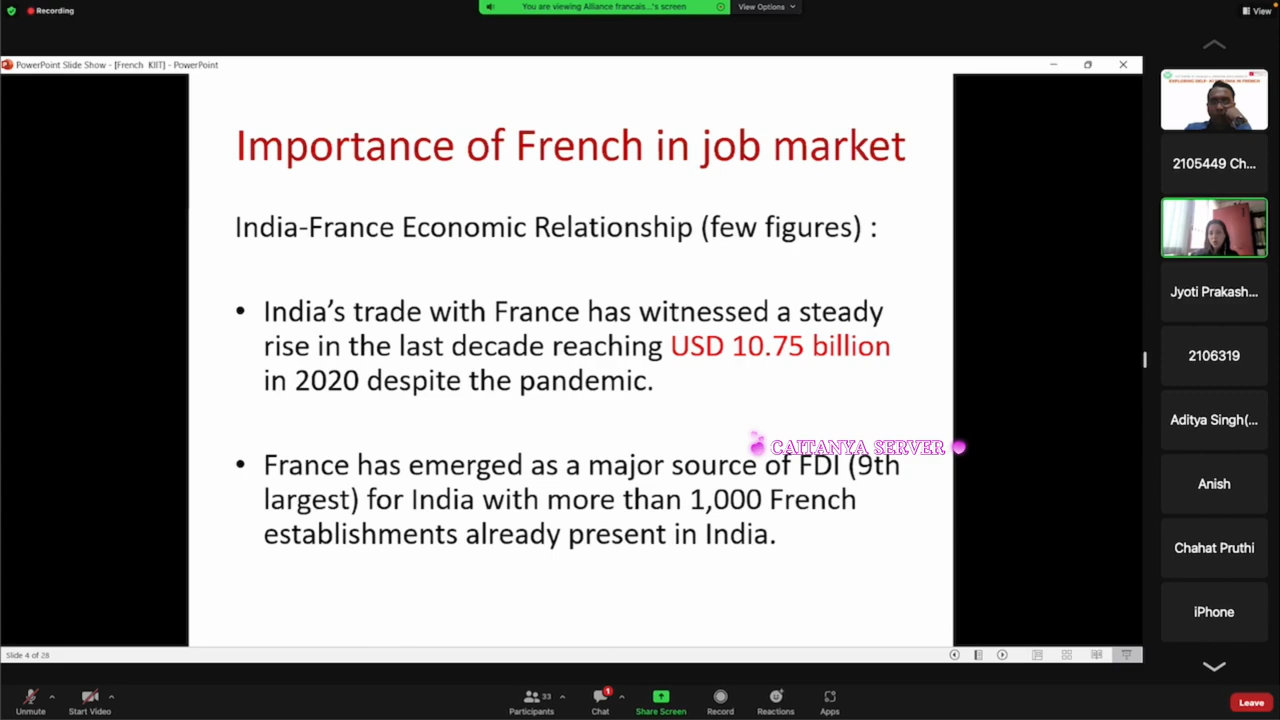 Recording
You are viewing Alliance francais...'s screen
View Options
View
PowerPoint Slide Show - [French KIIT] - PowerPoint
Importance of French in job market
India-France Economic Relationship (few figures) :
• India's trade with France has witnessed a steady
rise in the last decade reaching USD 10.75 billion
in 2020 despite the pandemic.
CAITANYA SERVER
• France has emerged as a major source of FDI (9th
largest) for India with more than 1,000 French
establishments already present in India.
2105449 Ch...
Jyoti Prakash...
2106319
Aditya Singh(...
Anish
Chahat Pruthi
iPhone
Slide 4 of 28
Unmute
Start Video
33
Participants
1
Chat
Share Screen
Record
Reactions
Apps
Leave